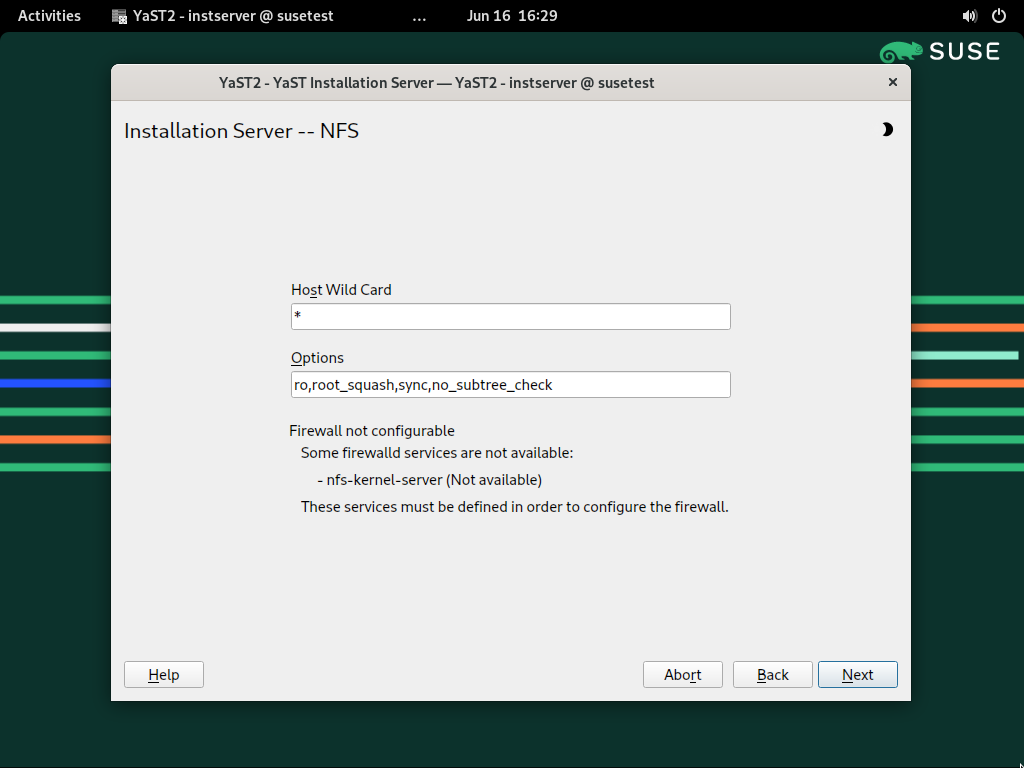 Activities YaST2 - instserver @ susetest ... Jun 16 16:29
SUSE
YaST2 - YaST Installation Server — YaST2 - instserver @ susetest ×
Installation Server -- NFS
Host Wild Card
*
Options
ro,root_squash,sync,no_subtree_check
Firewall not configurable
Some firewalld services are not available:
- nfs-kernel-server (Not available)
These services must be defined in order to configure the firewall.
Help Abort Back Next